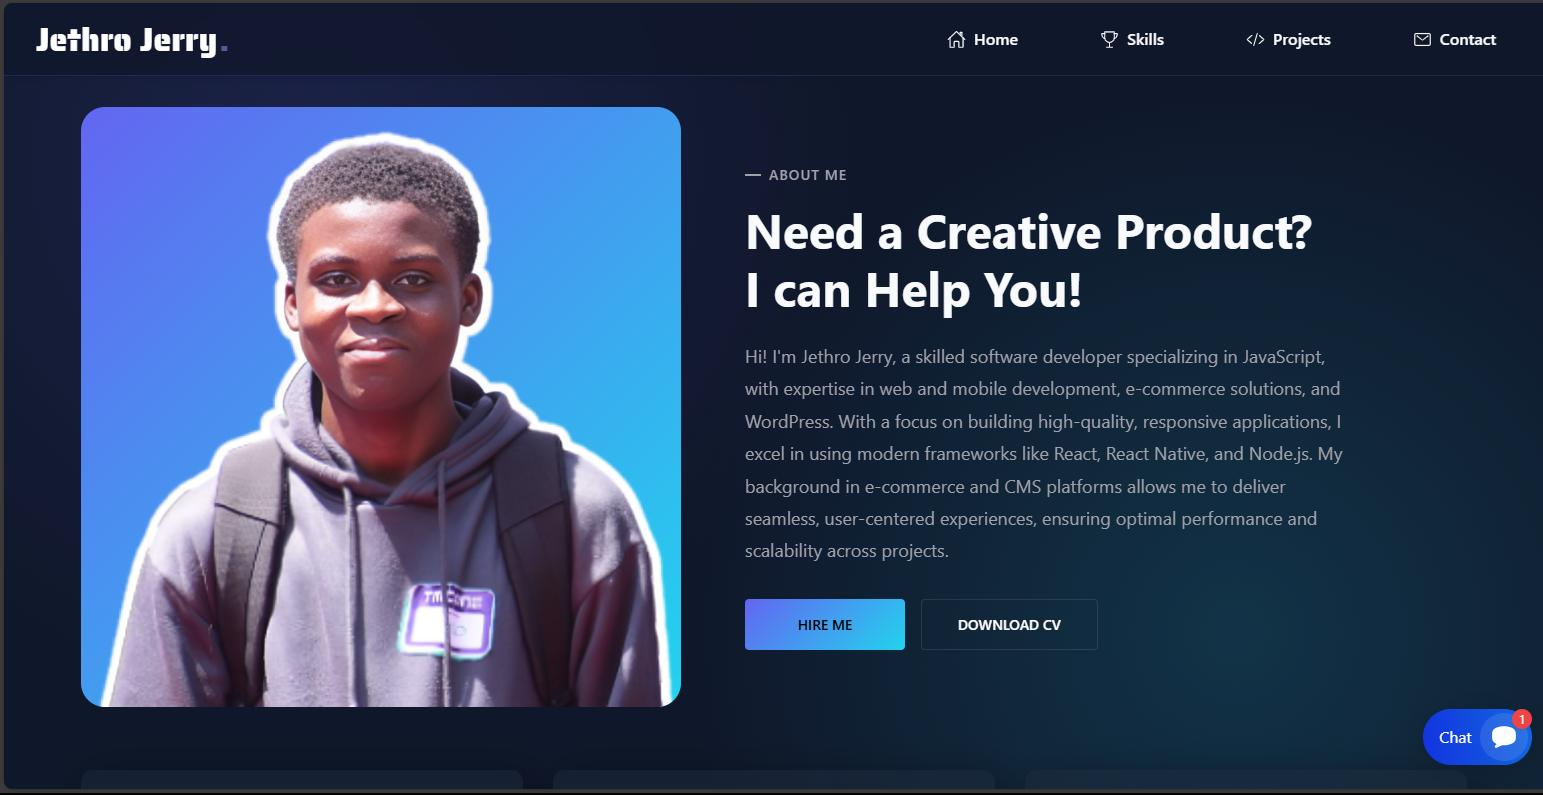 Jethro Jerry.
Home
Skills
Projects
Contact
ABOUT ME
Need a Creative Product?
I can Help You!
Hi! I'm Jethro Jerry, a skilled software developer specializing in JavaScript,
with expertise in web and mobile development, e-commerce solutions, and
WordPress. With a focus on building high-quality, responsive applications, I
excel in using modern frameworks like React, React Native, and Node.js. My
background in e-commerce and CMS platforms allows me to deliver
seamless, user-centered experiences, ensuring optimal performance and
scalability across projects.
HIRE ME
DOWNLOAD CV
Chat
1